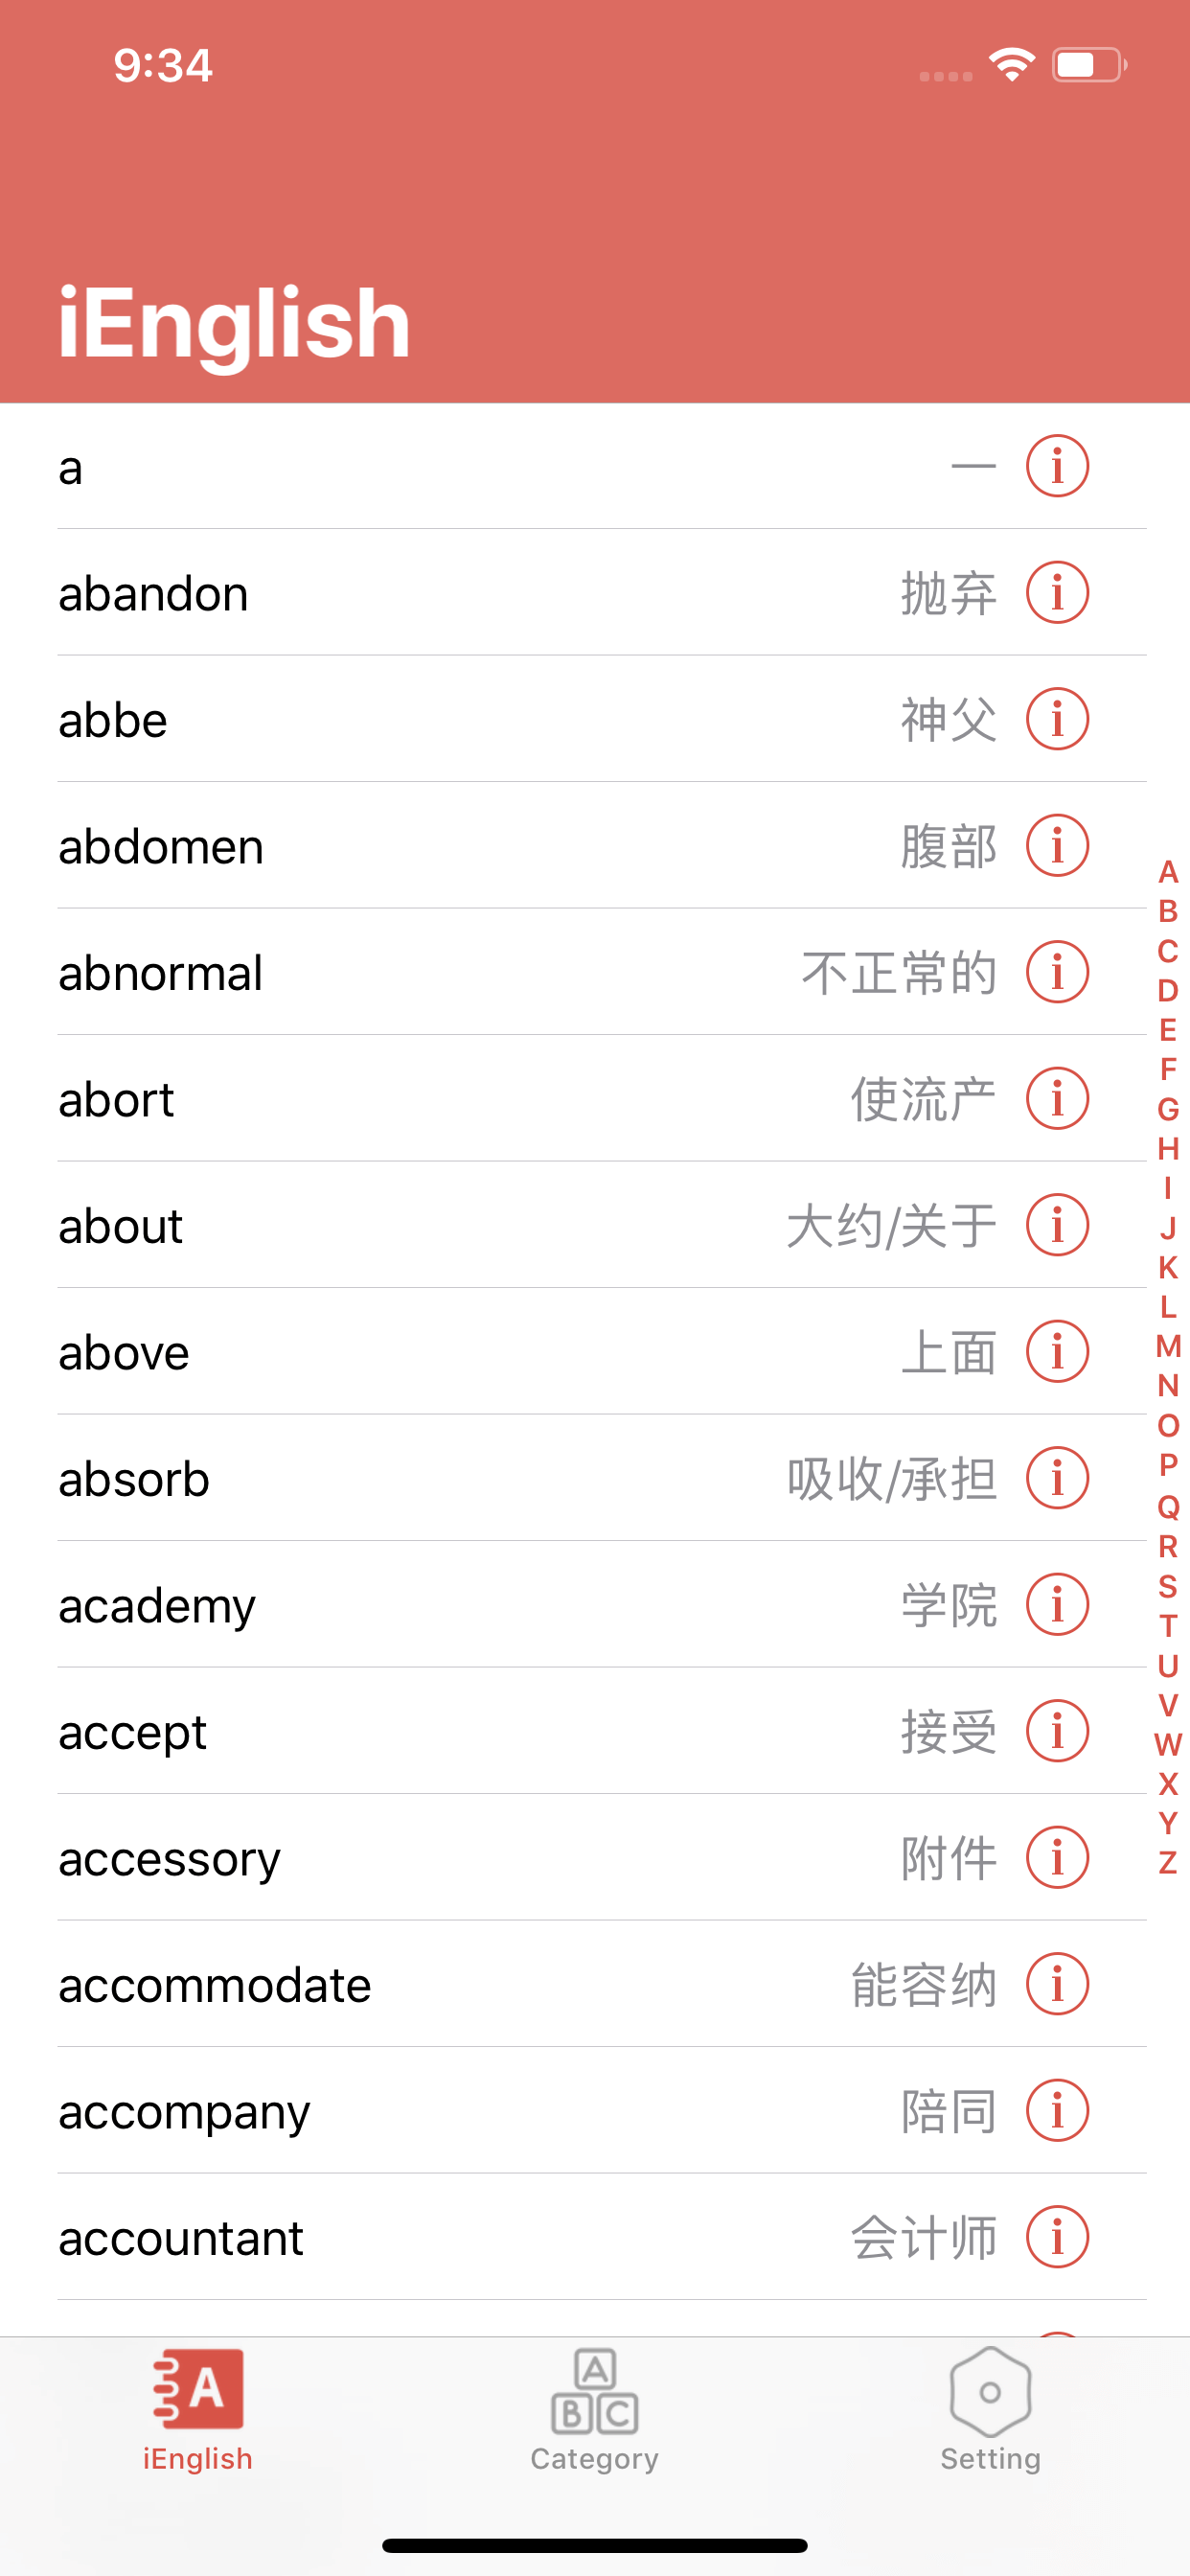 9:34
iEnglish
a 一
abandon 抛弃
abbe 神父
abdomen 腹部
abnormal 不正常的
abort 使流产
about 大约/关于
above 上面
absorb 吸收/承担
academy 学院
accept 接受
accessory 附件
accommodate 能容纳
accompany 陪同
accountant 会计师
A
B
C
D
E
F
G
H
I
J
K
L
M
N
O
P
Q
R
S
T
U
V
W
X
Y
Z
A
A
B C
iEnglish Category Setting